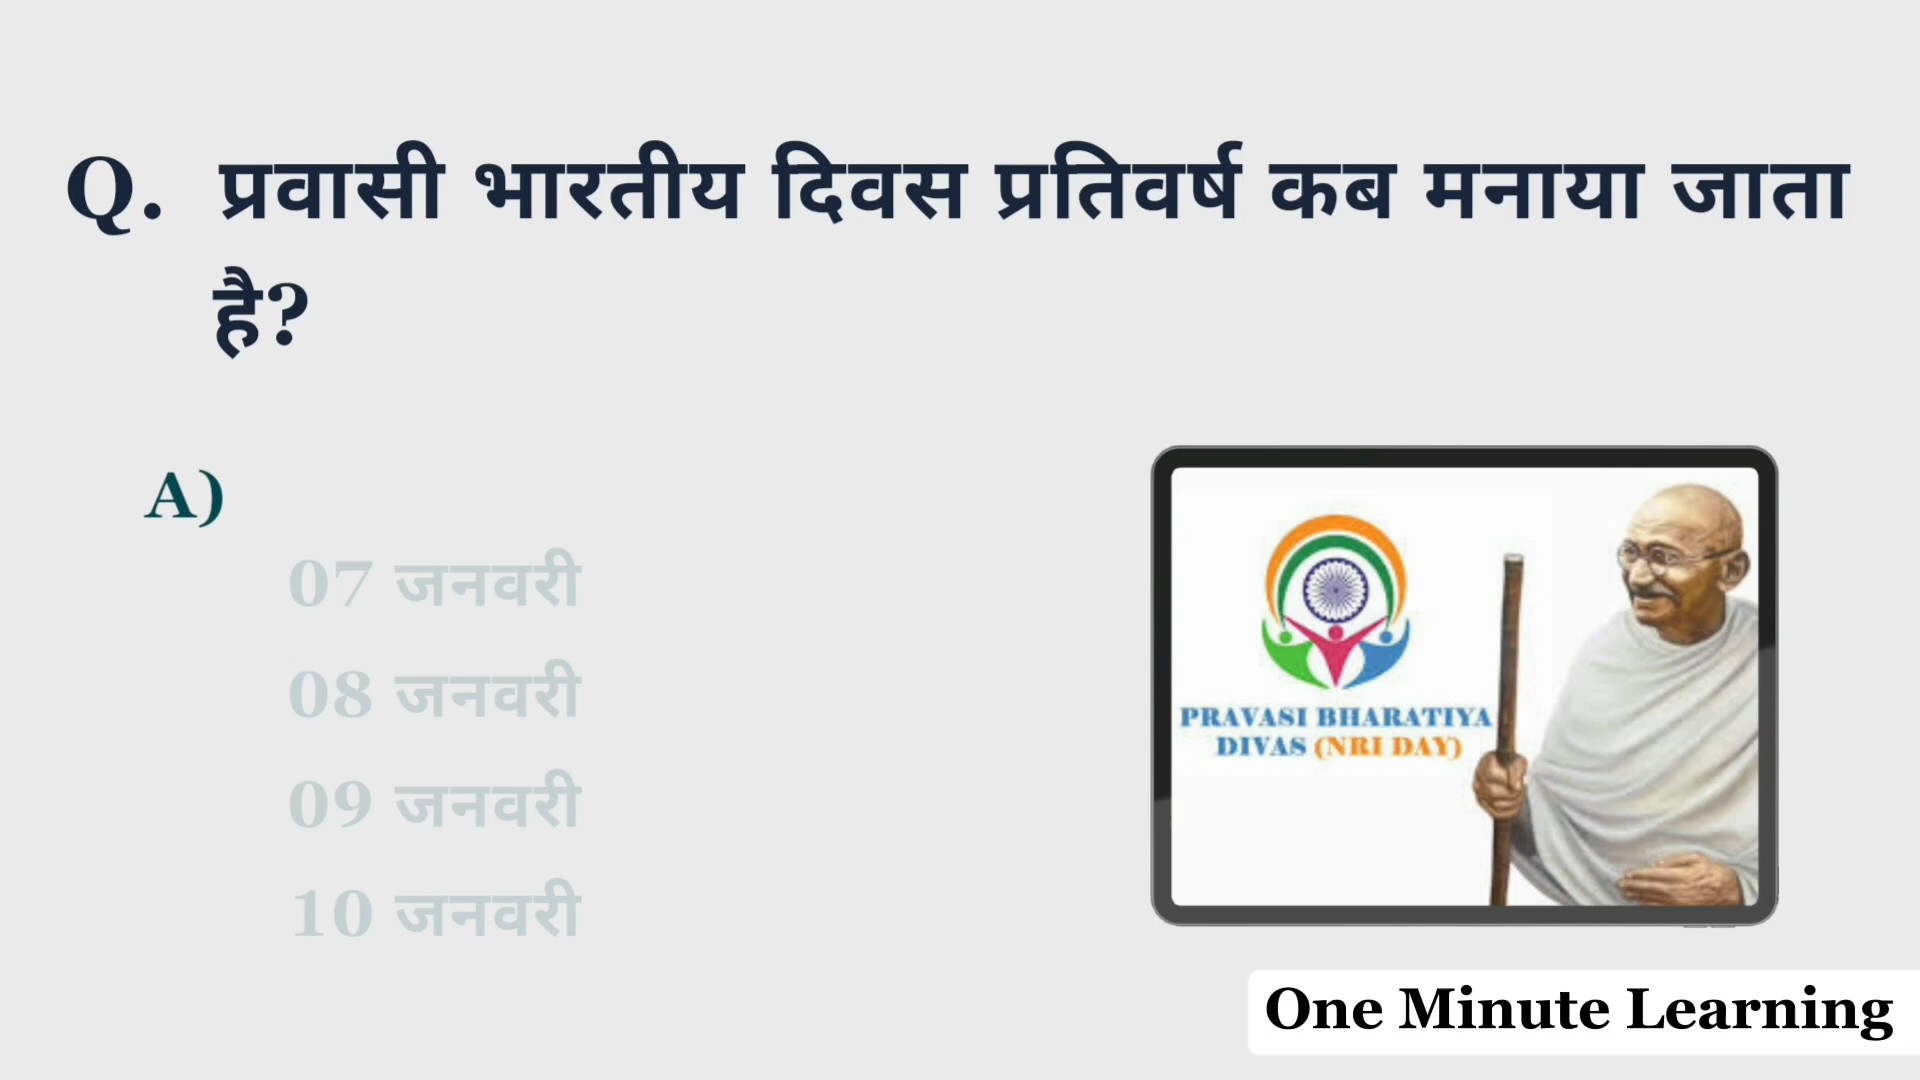 Q. प्रवासी भारतीय दिवस प्रतिवर्ष कब मनाया जाता
है?
A)
07 जनवरी
08 जनवरी
09 जनवरी
10 जनवरी
PRAVASI BHARATIYA
DIVAS (NRI DAY)
One Minute Learning